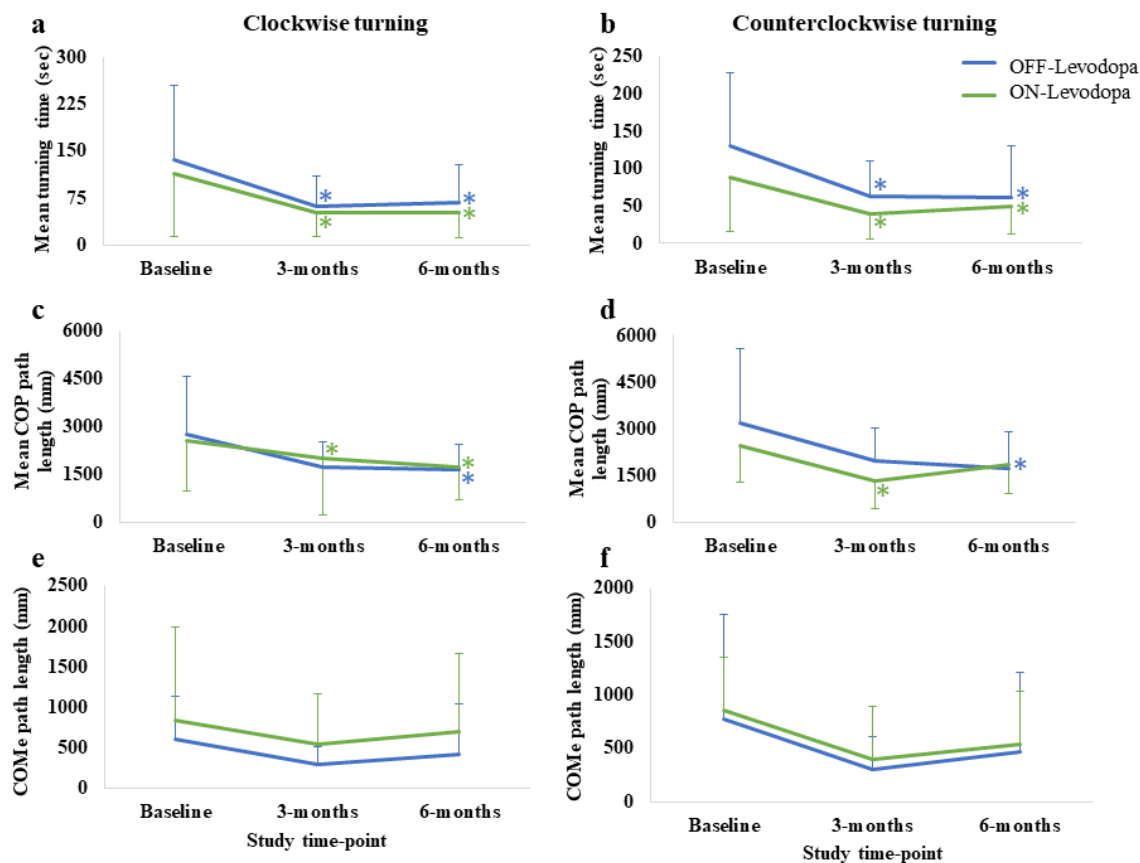 a
Clockwise turning
Mean turning time (sec)
300
225
150
75
0
*
*
*
*
Baseline
3-months
6-months
b
Counterclockwise turning
OFF-Levodopa
ON-Levodopa
Mean turning time (sec)
250
200
150
100
50
0
*
*
*
*
Baseline
3-months
6-months
c
Mean COP path
length (mm)
6000
4500
3000
1500
0
*
*
*
Baseline
3-months
6-months
d
Mean COP path
length (mm)
6000
4500
3000
1500
0
*
*
Baseline
3-months
6-months
e
COMe path length (mm)
2500
2000
1500
1000
500
0
Baseline
3-months
6-months
Study time-point
f
COMe path length (mm)
2000
1500
1000
500
0
Baseline
3-months
6-months
Study time-point